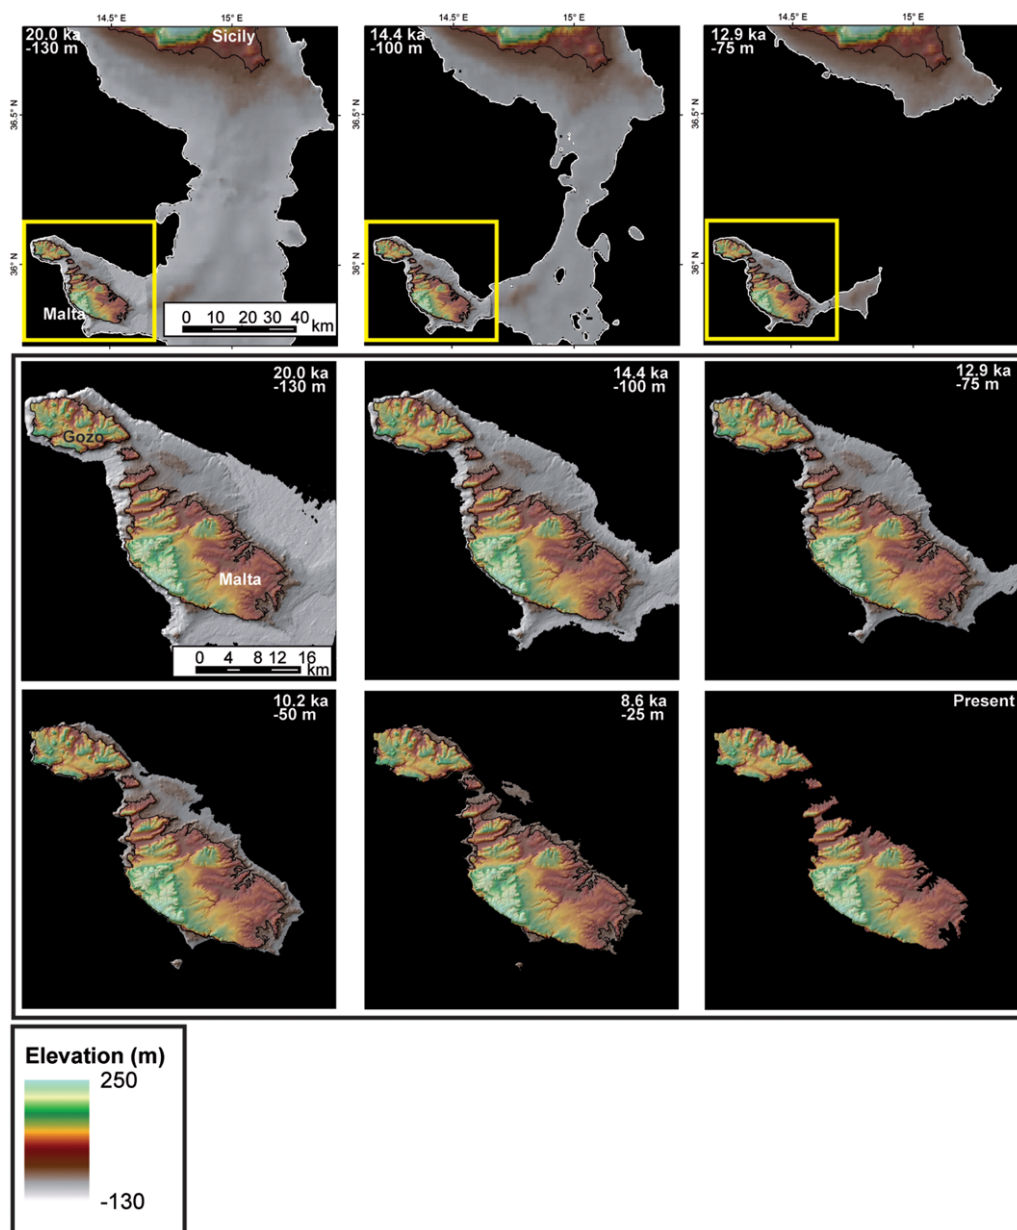 14.5° E 15° E
14.5° E 15° E
14.5° E 15° E
20.0 ka
-130 m
Sicily
14.4 ka
-100 m
12.9 ka
-75 m
36.5° N
36.5° N
36.5° N
36° N
36° N
36° N
Malta
0 10 20 30 40
km
20.0 ka
-130 m
Gozo
Malta
0 4 8 12 16
km
14.4 ka
-100 m
12.9 ka
-75 m
10.2 ka
-50 m
8.6 ka
-25 m
Present
Elevation (m)
250
-130